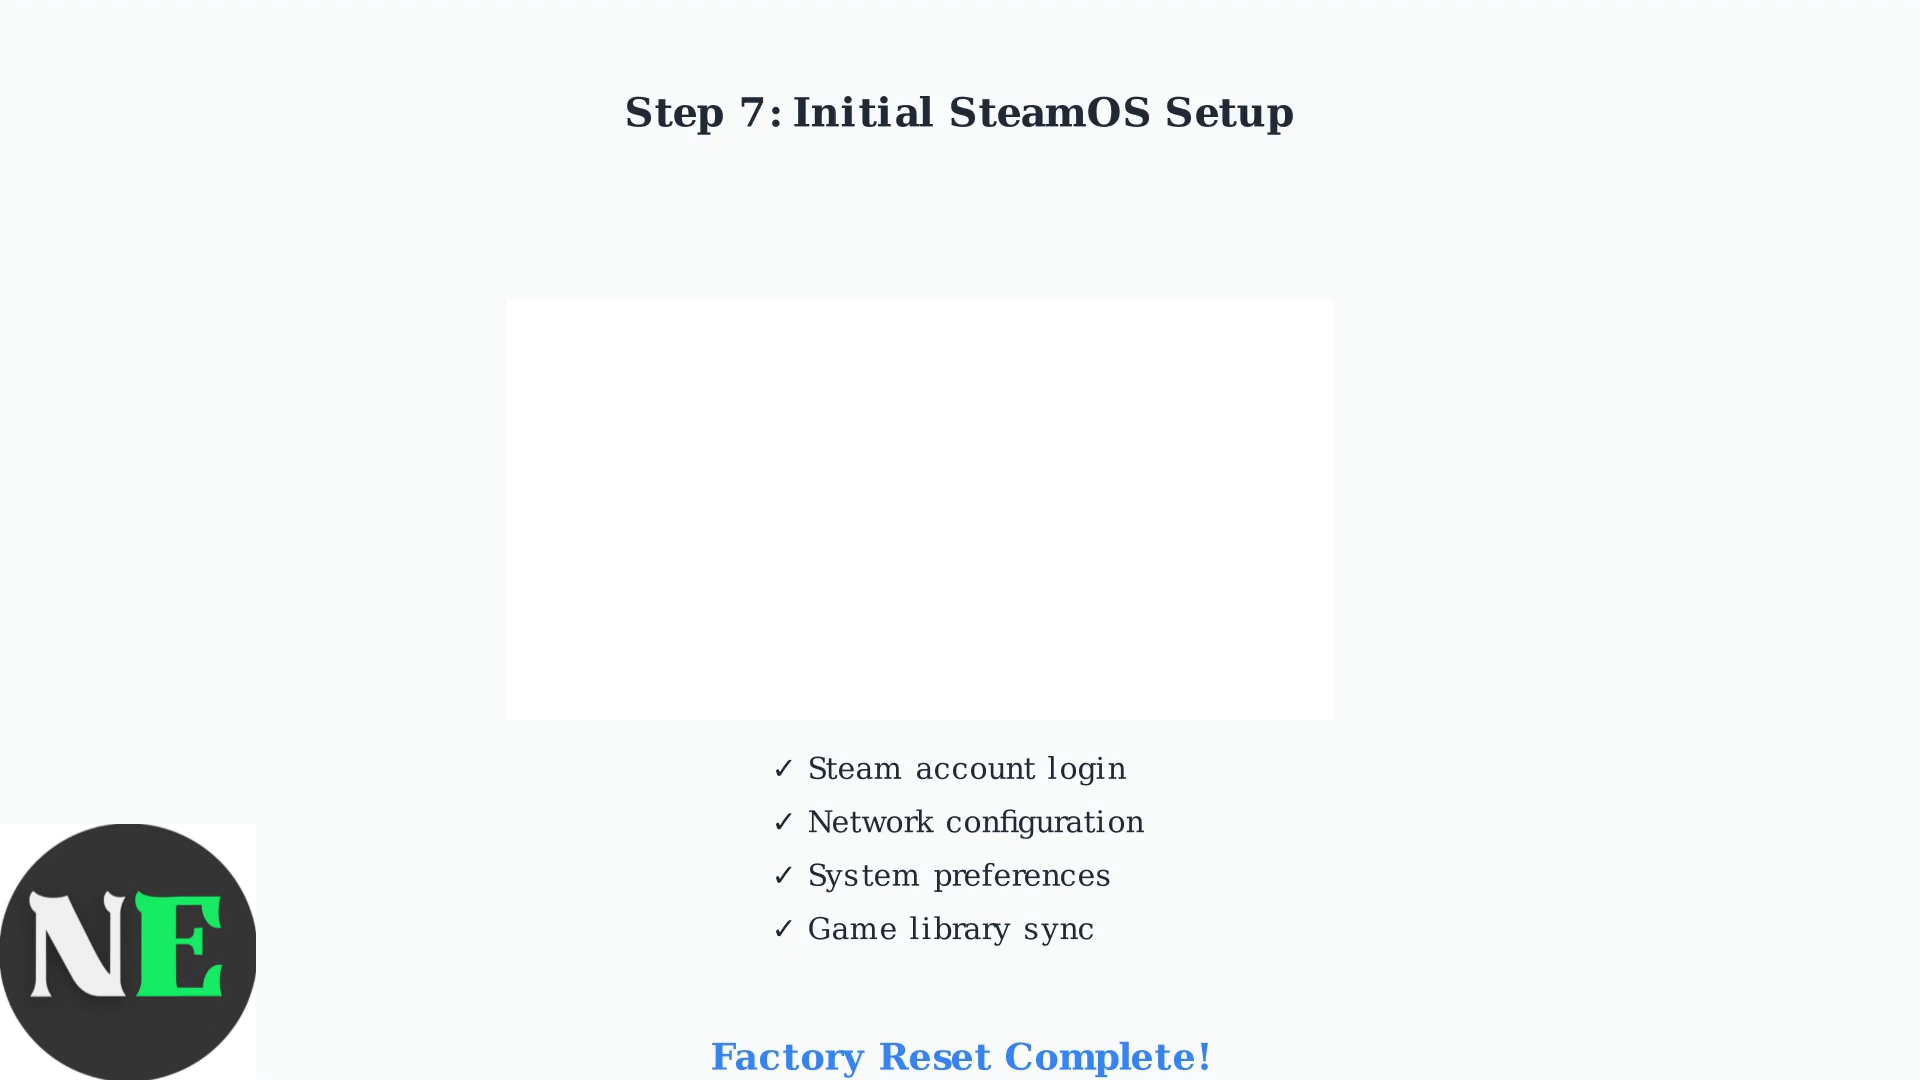 Step 7: Initial SteamOS Setup
✓ Steam account login
✓ Network configuration
✓ System preferences
✓ Game library sync
NE
Factory Reset Complete!